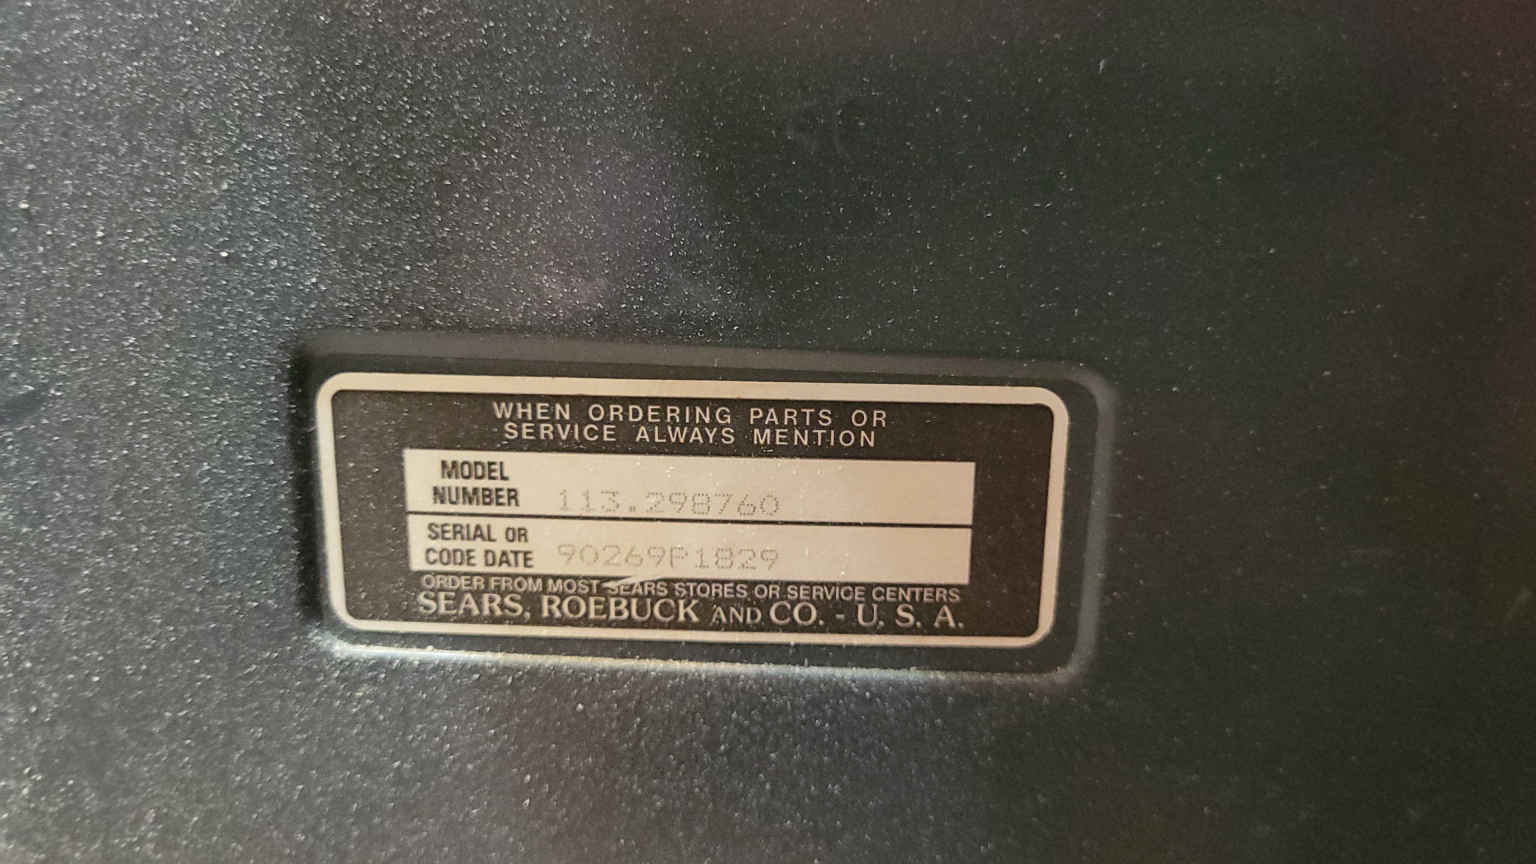 WHEN ORDERING PARTS OR
SERVICE ALWAYS MENTION
MODEL
NUMBER 113.298760
SERIAL OR
CODE DATE 90269P1829
ORDER FROM MOST SEARS STORES OR SERVICE CENTERS
SEARS, ROEBUCK AND CO. - U. S. A.